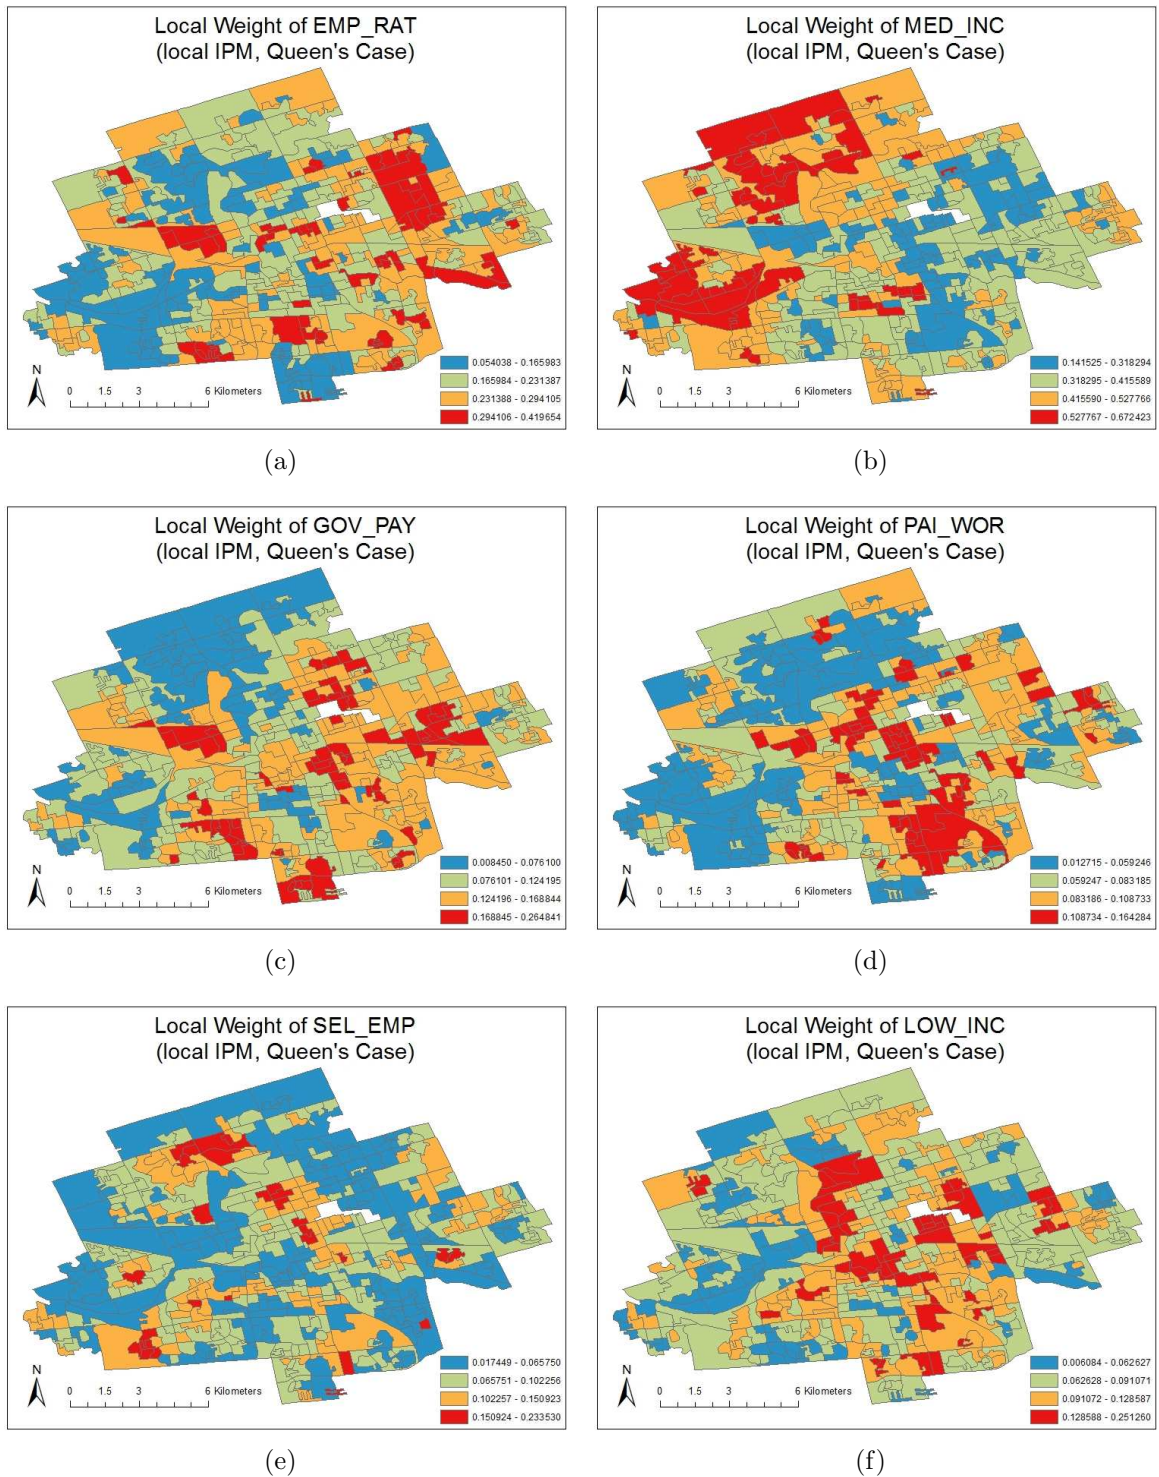 Local Weight of EMP_RAT
(local IPM, Queen's Case)
N
0 1.5 3 6 Kilometers
0.054038 - 0.165983
0.165984 - 0.231387
0.231388 - 0.294105
0.294106 - 0.419654
(a)
Local Weight of MED_INC
(local IPM, Queen's Case)
N
0 1.5 3 6 Kilometers
0.141525 - 0.318294
0.318295 - 0.415589
0.415590 - 0.527766
0.527767 - 0.672423
(b)
Local Weight of GOV_PAY
(local IPM, Queen's Case)
N
0 1.5 3 6 Kilometers
0.008450 - 0.076100
0.076101 - 0.124195
0.124196 - 0.168844
0.168845 - 0.264841
(c)
Local Weight of PAI_WOR
(local IPM, Queen's Case)
N
0 1.5 3 6 Kilometers
0.012715 - 0.059246
0.059247 - 0.083185
0.083186 - 0.108733
0.108734 - 0.164284
(d)
Local Weight of SEL_EMP
(local IPM, Queen's Case)
N
0 1.5 3 6 Kilometers
0.017449 - 0.065750
0.065751 - 0.102256
0.102257 - 0.150923
0.150924 - 0.233530
(e)
Local Weight of LOW_INC
(local IPM, Queen's Case)
N
0 1.5 3 6 Kilometers
0.006084 - 0.062627
0.062628 - 0.091071
0.091072 - 0.128587
0.128588 - 0.251260
(f)